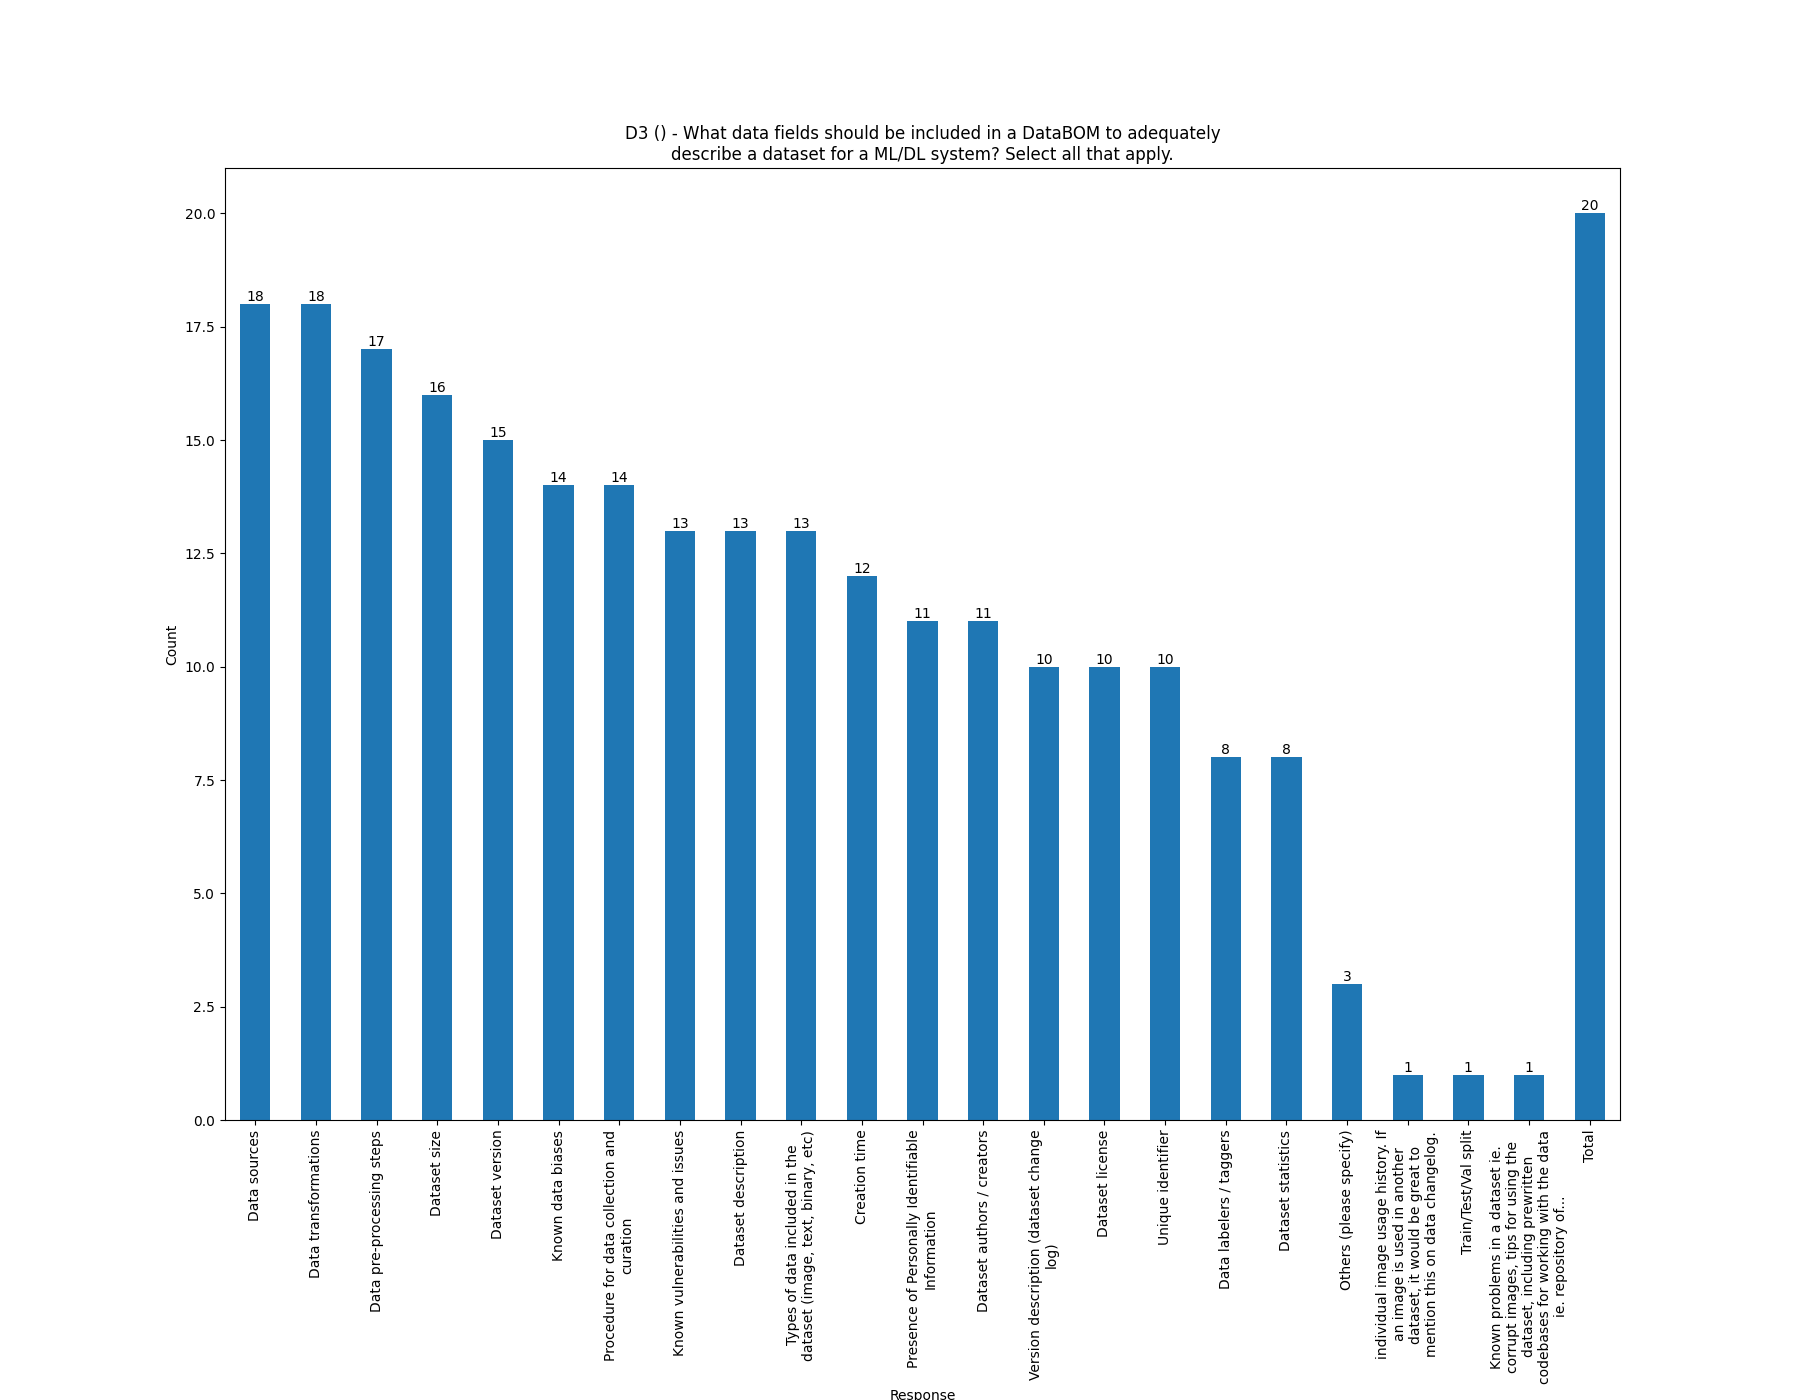 D3 () - What data fields should be included in a DataBOM to adequately
describe a dataset for a ML/DL system? Select all that apply.
Count
20.0
17.5
15.0
12.5
10.0
7.5
5.0
2.5
0.0
18
18
17
16
15
14
14
13
13
13
12
11
11
10
10
10
8
8
3
1
1
1
20
Data sources
Data transformations
Data pre-processing steps
Dataset size
Dataset version
Known data biases
Procedure for data collection and
curation
Known vulnerabilities and issues
Dataset description
Types of data included in the
dataset (image, text, binary, etc)
Creation time
Presence of Personally Identifiable
Information
Dataset authors / creators
Version description (dataset change
log)
Dataset license
Unique identifier
Data labelers / taggers
Dataset statistics
Others (please specify)
individual image usage history. If
an image is used in another
dataset, it would be great to
mention this on data changelog.
Train/Test/Val split
Known problems in a dataset ie.
corrupt images, tips for using the
dataset, including prewritten
codebases for working with the data
ie. repository of...
Total
Response